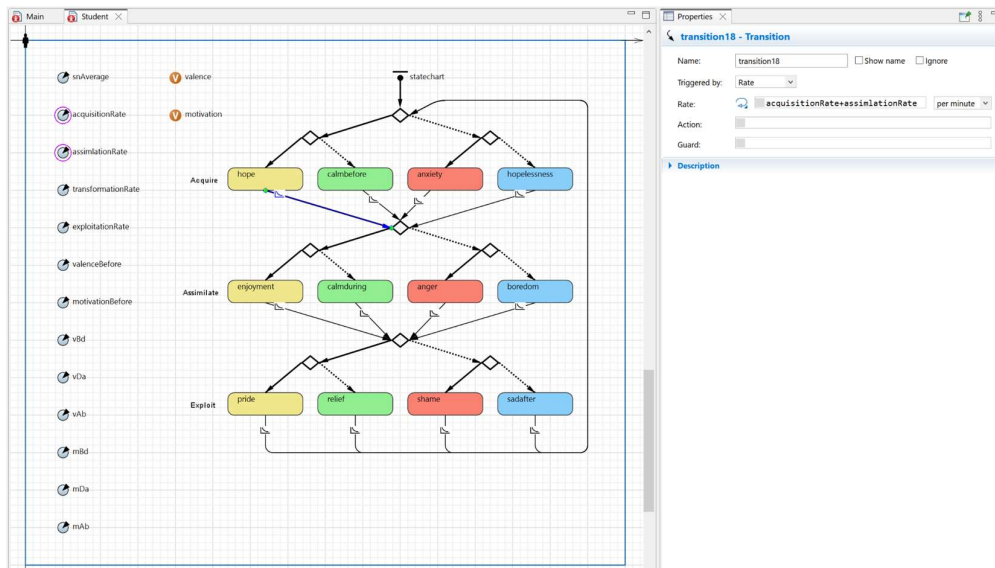 Main
Student
snAverage
acquisitionRate
assimlationRate
transformationRate
exploitationRate
valenceBefore
motivationBefore
vBd
vDa
vAb
mBd
mDa
mAb
V valence
V motivation
statechart
Acquire
hope
calmbefore
anxiety
hopelessness
Assimilate
enjoyment
calmduring
anger
boredom
Exploit
pride
relief
shame
sadafter
Properties
transition18 - Transition
Name: transition18 Show name Ignore
Triggered by: Rate
Rate: acquisitionRate+assimlationRate per minute
Action:
Guard:
Description